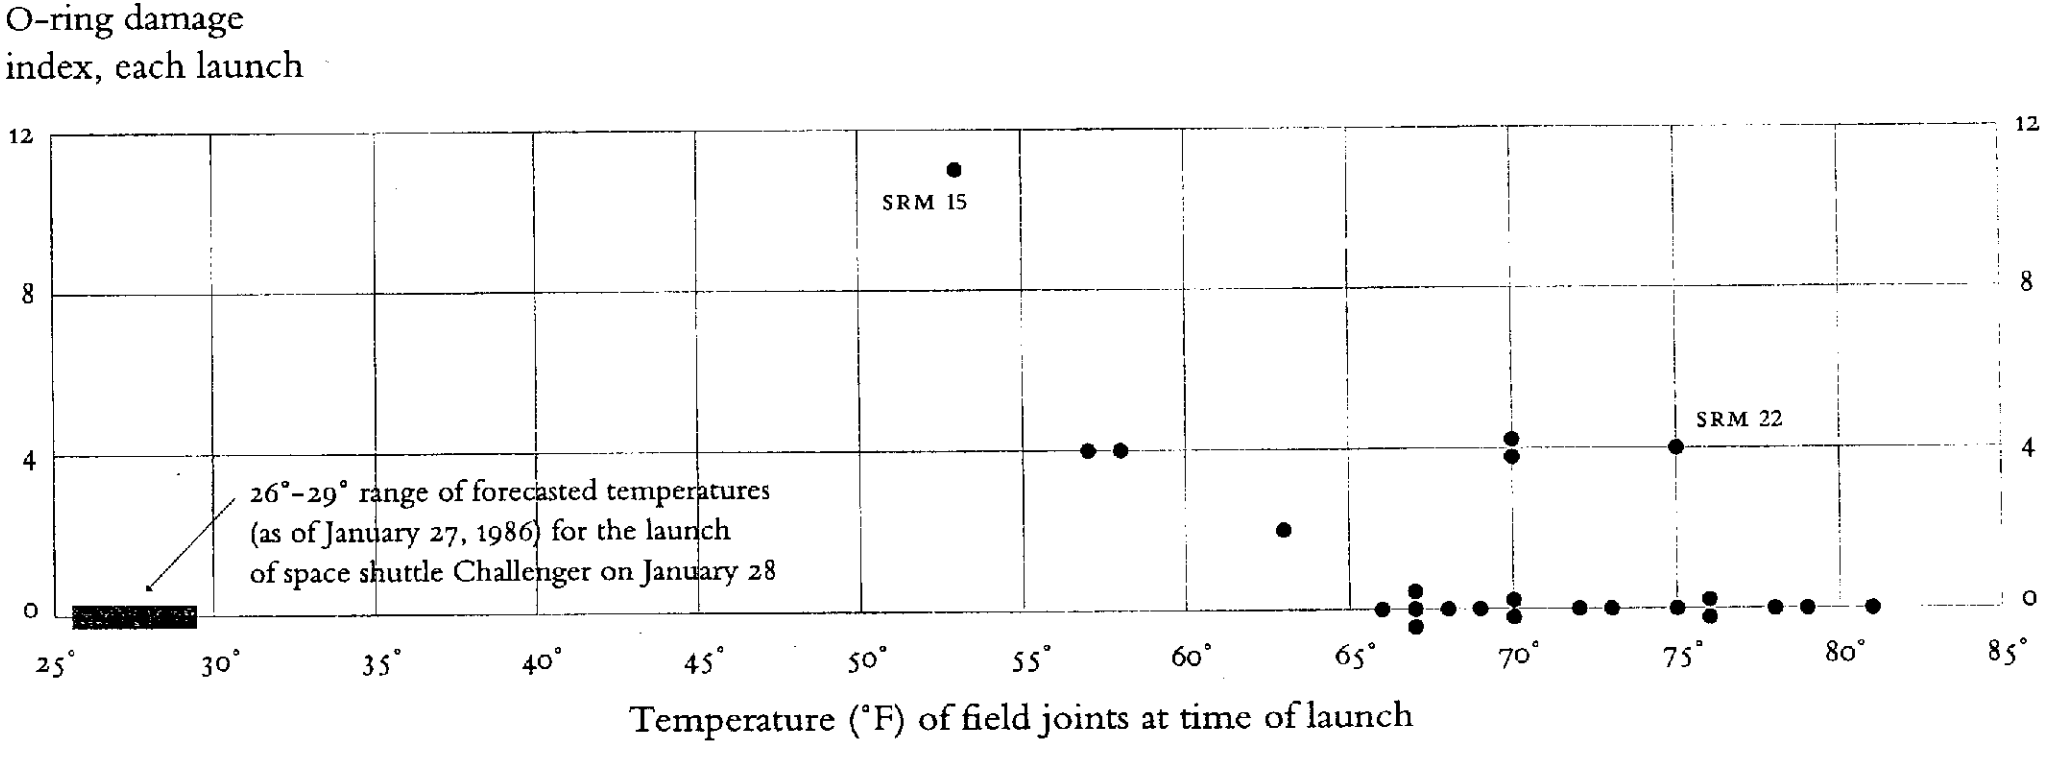 O-ring damage
index, each launch
12
12
SRM 15
8
8
SRM 22
4
4
26°-29° range of forecasted temperatures
(as of January 27, 1986) for the launch
of space shuttle Challenger on January 28
0
0
25° 30° 35° 40° 45° 50° 55° 60° 65° 70° 75° 80° 85°
Temperature (°F) of field joints at time of launch